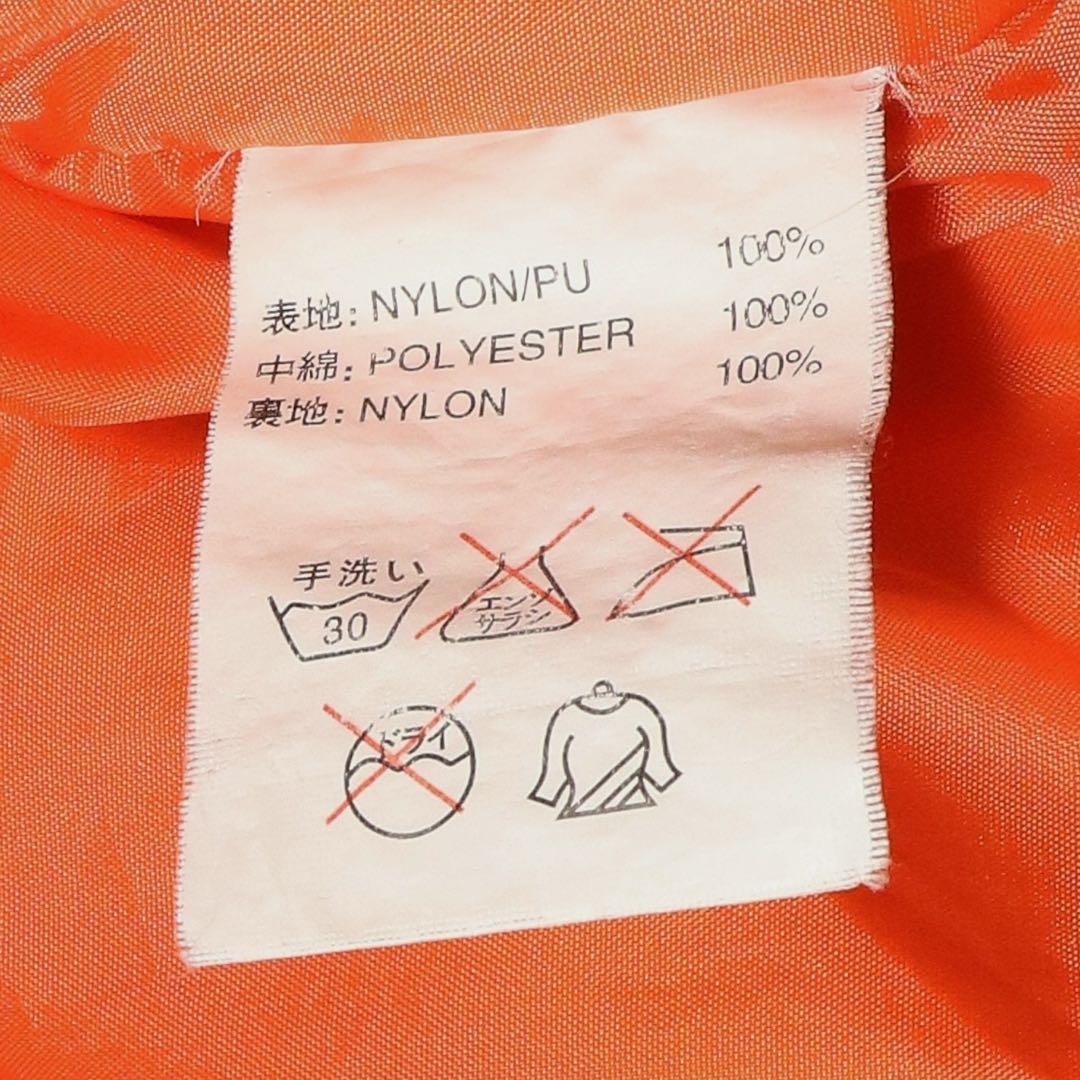 表地: NYLON/PU 100%
中綿: POLYESTER 100%
裏地: NYLON 100%
手洗い
30
エンソ
サラシ
ドライ